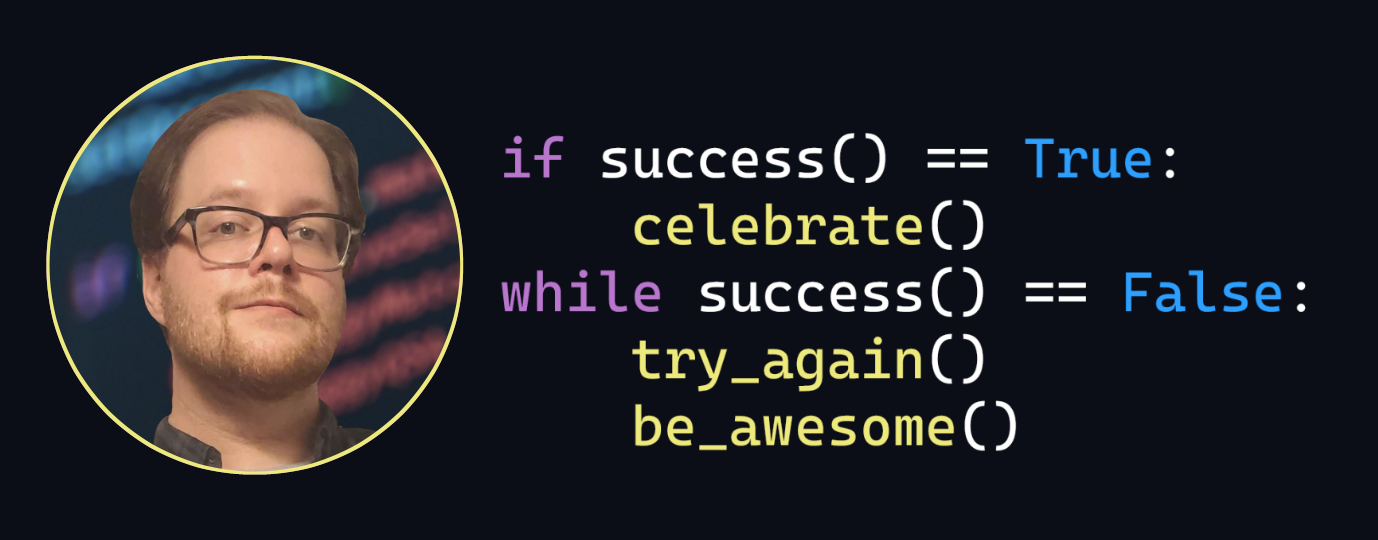 if success() == True:
    celebrate()
while success() == False:
    try_again()
    be_awesome()